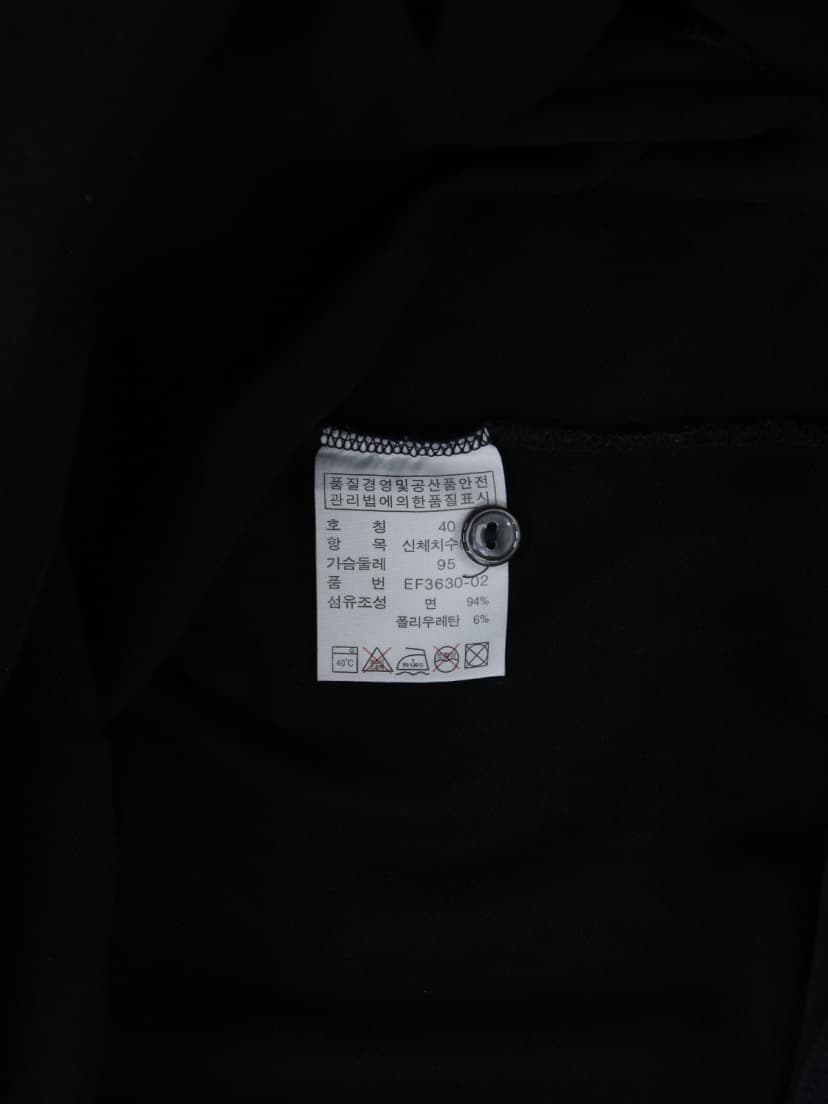 품질경영및공산품안전
관리법에의한품질표시
호 칭 40
항 목 신체치수
가슴둘레 95
품 번 EF3630-02
섬유조성 면 94%
폴리우레탄 6%
40℃